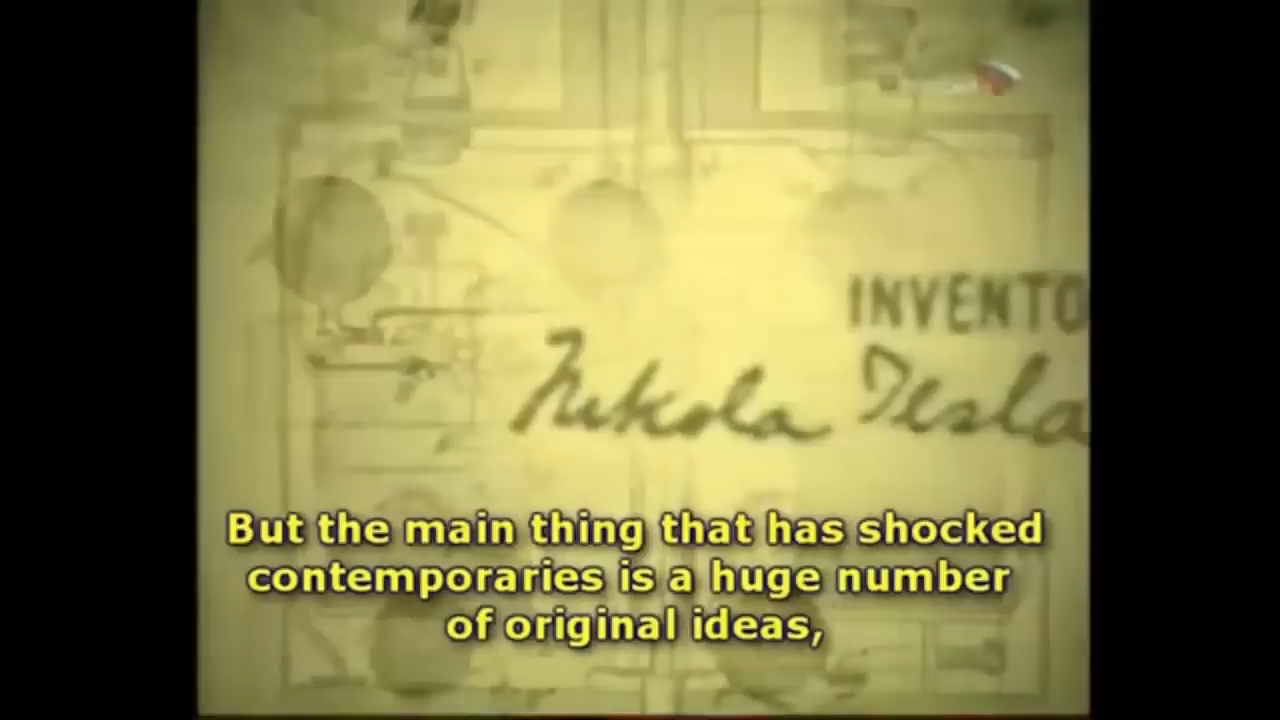 INVENTO
Nikola Tesla
But the main thing that has shocked
contemporaries is a huge number
of original ideas,